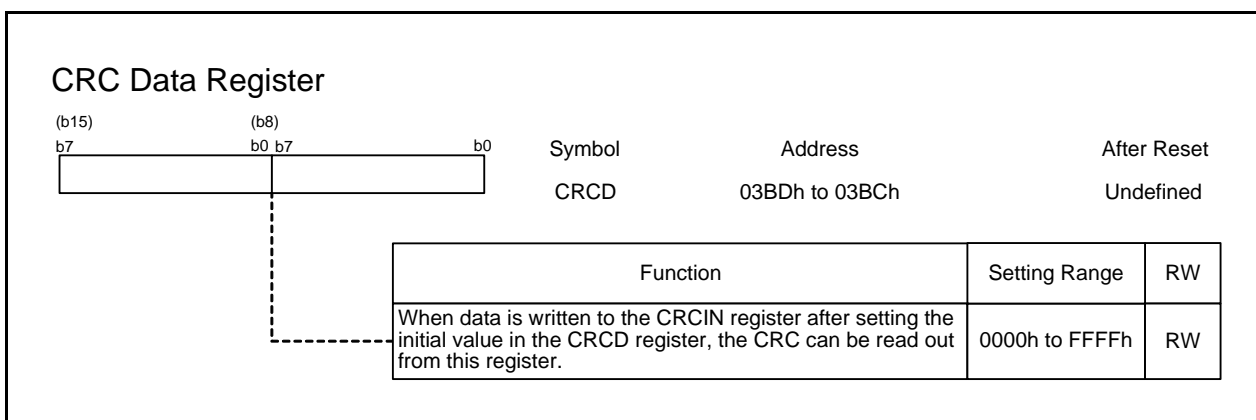 CRC Data Register
(b15) (b8)
b7 b0 b7 b0 Symbol Address After Reset
CRCD 03BDh to 03BCh Undefined
Function Setting Range RW
When data is written to the CRCIN register after setting the
initial value in the CRCD register, the CRC can be read out
from this register.
0000h to FFFFh RW